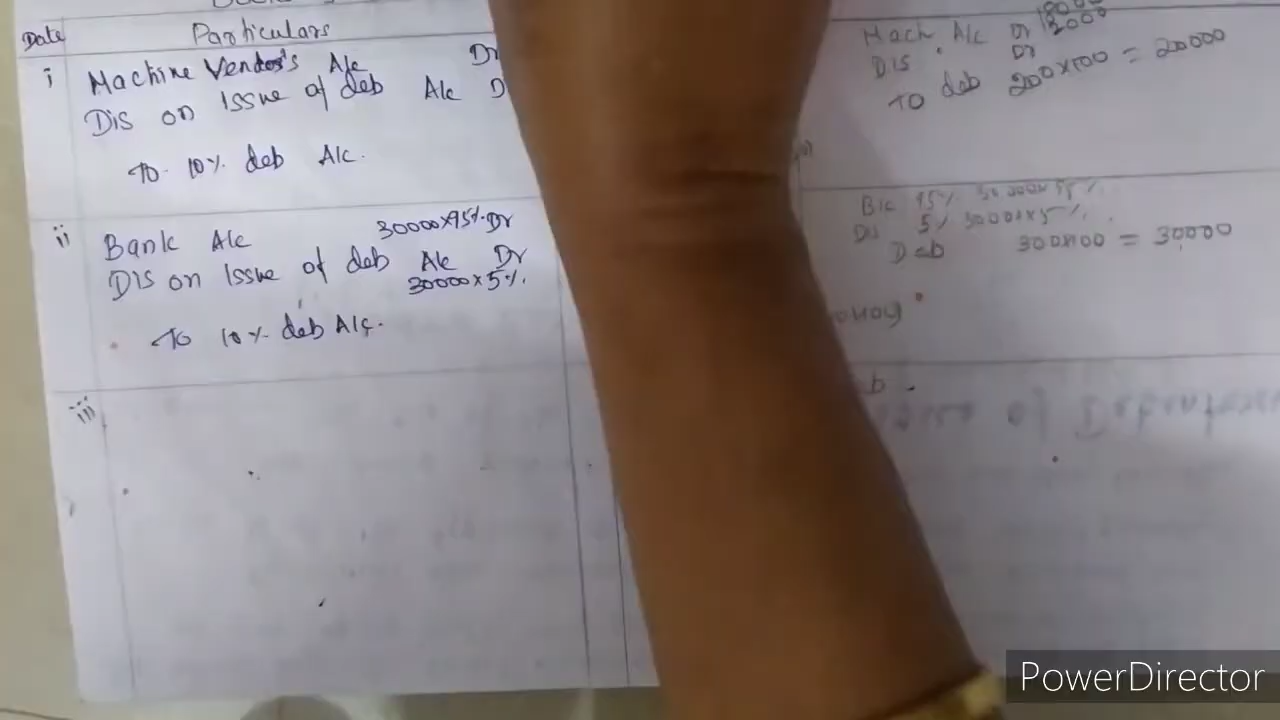 Date Particulars
i Machine Vendor's A/c Dr
Dis on Issue of deb A/c D
To 10% deb A/c.
ii Bank A/c 30000x95% Dr
Dis on Issue of deb A/c Dr
30000x5%.
To 10% deb A/c.
iii
Mach A/c Dr
Dis Dr
To deb 200x100 = 20000
5% 30000x5%
Deb 300x100 = 30000
PowerDirector